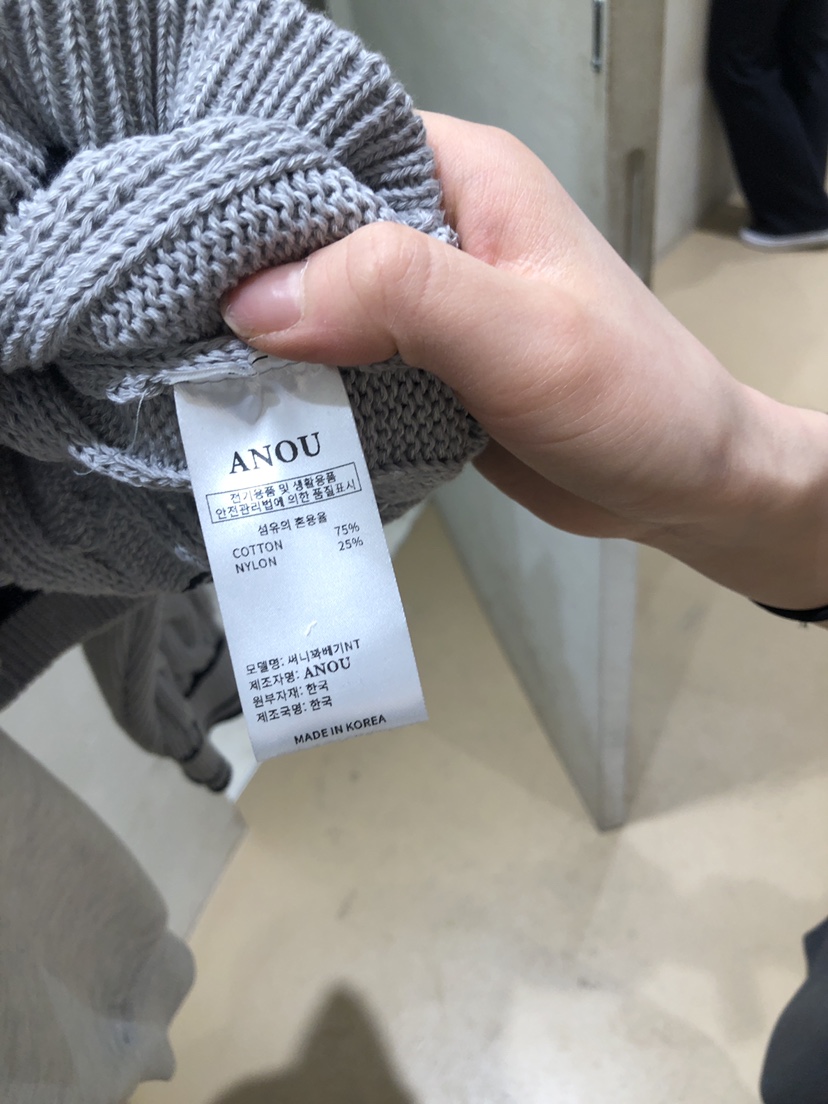 ANOU
전기용품 및 생활용품
안전관리법에 의한 품질표시
섬유의 혼용율
COTTON 75%
NYLON 25%
모델명: 써니꽈배기NT
제조자명: ANOU
원부자재: 한국
제조국명: 한국
MADE IN KOREA